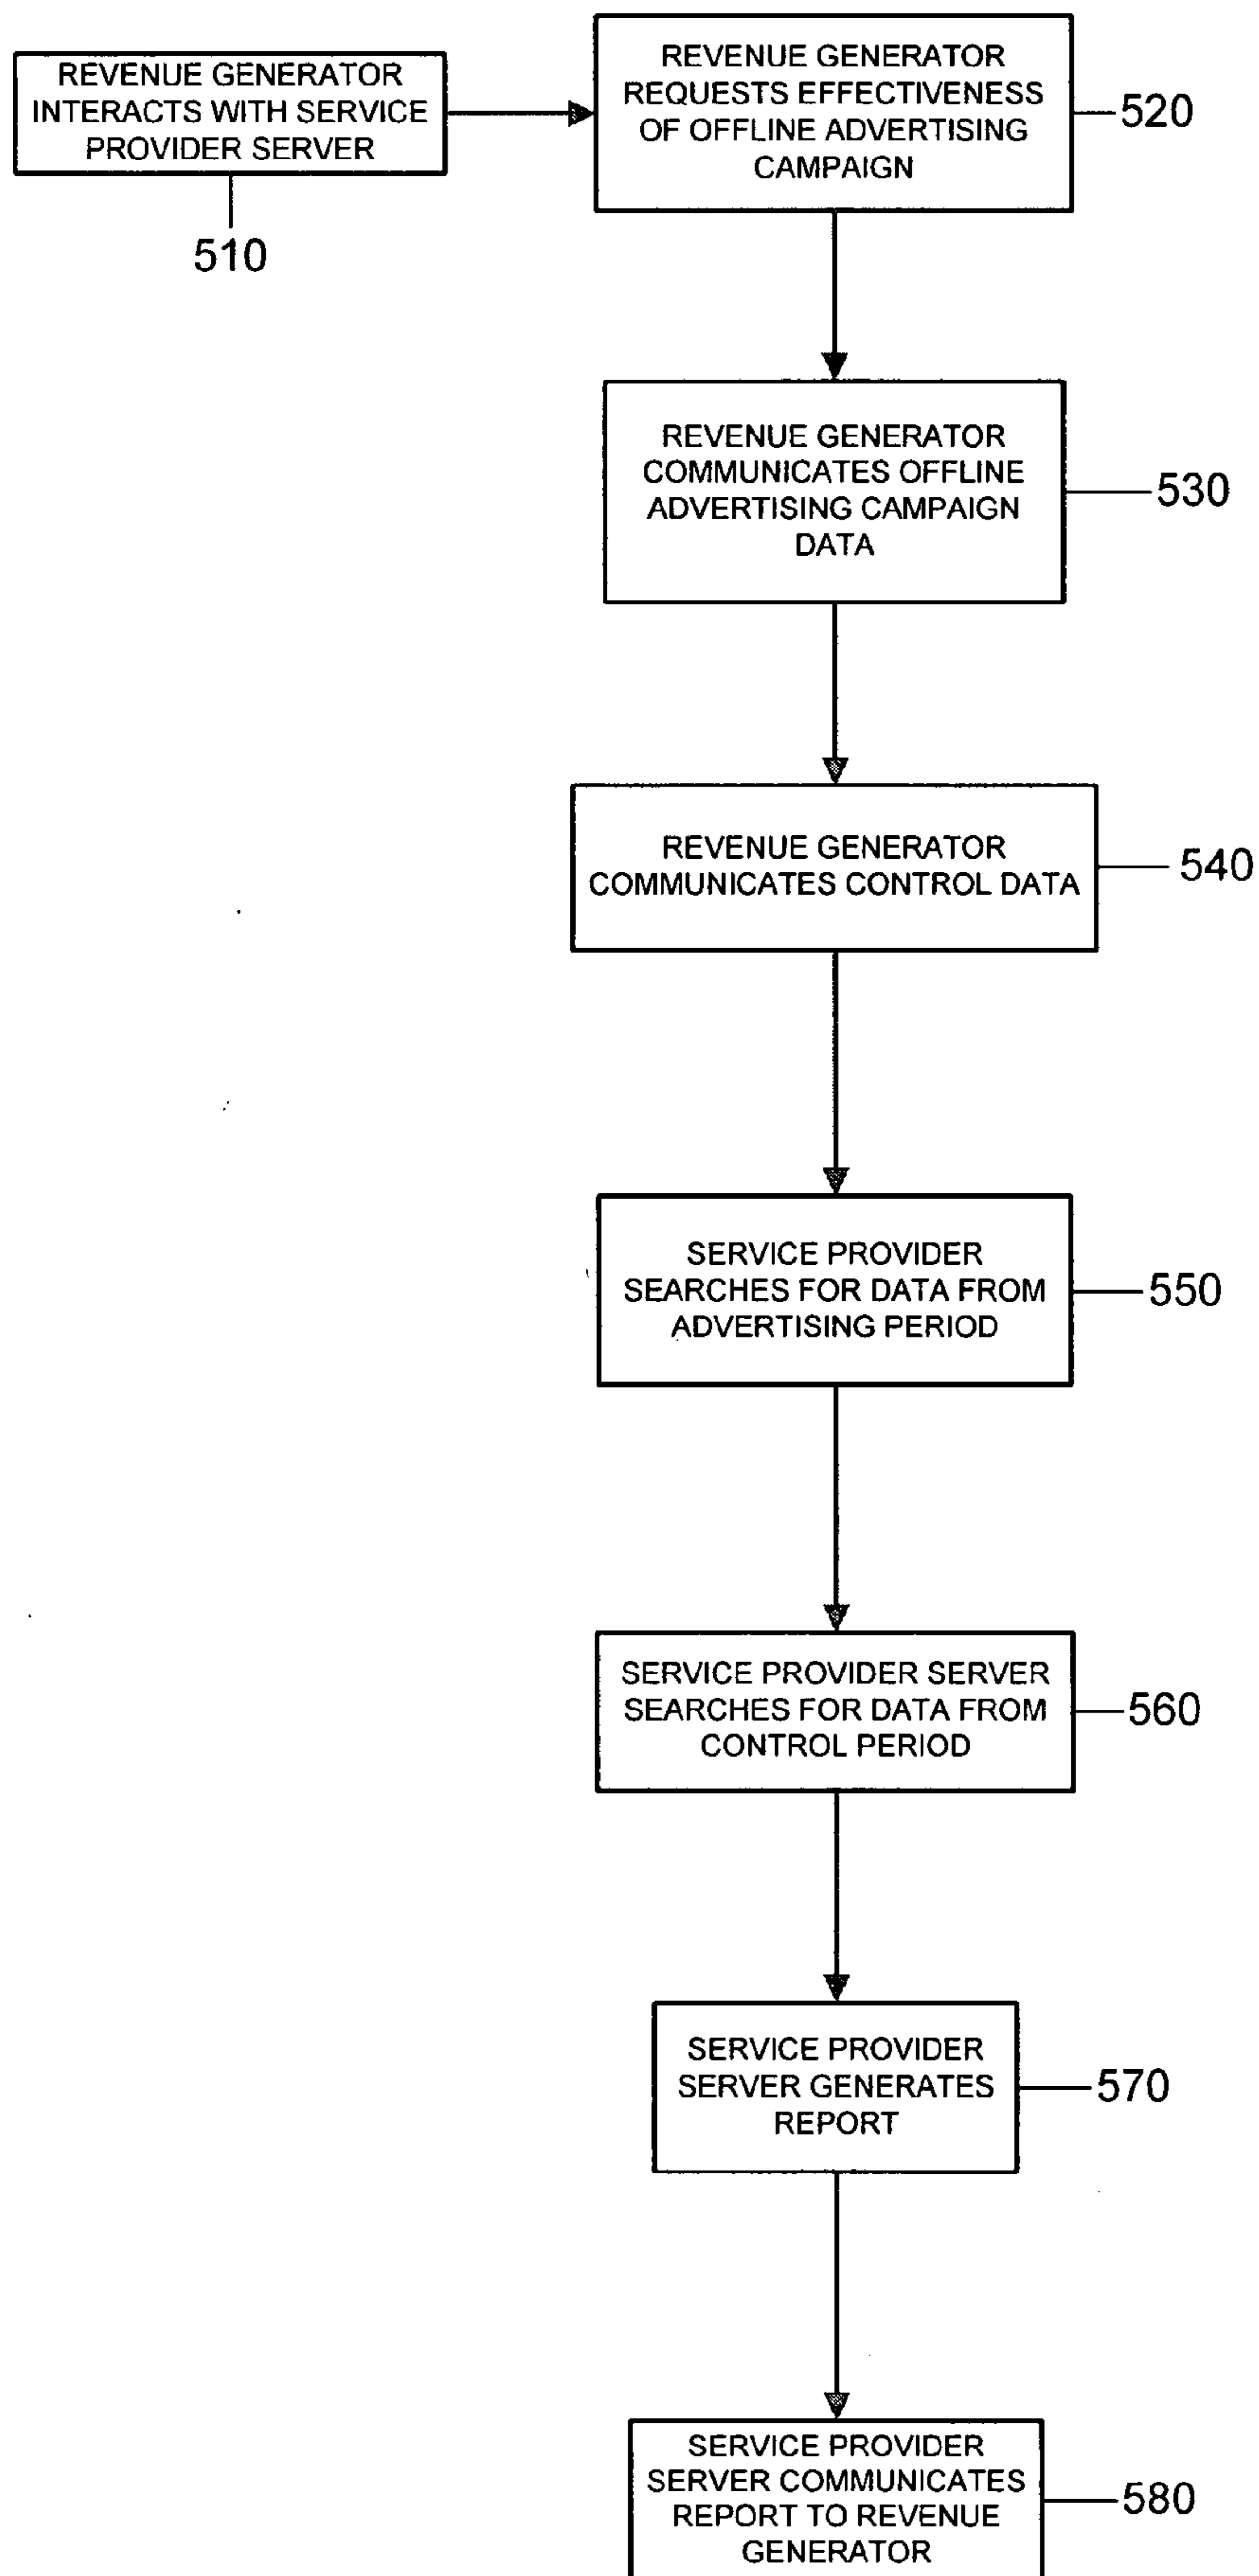 REVENUE GENERATOR
INTERACTS WITH SERVICE
PROVIDER SERVER
510
REVENUE GENERATOR
REQUESTS EFFECTIVENESS
OF OFFLINE ADVERTISING
CAMPAIGN
520
REVENUE GENERATOR
COMMUNICATES OFFLINE
ADVERTISING CAMPAIGN
DATA
530
REVENUE GENERATOR
COMMUNICATES CONTROL DATA
540
SERVICE PROVIDER
SEARCHES FOR DATA FROM
ADVERTISING PERIOD
550
SERVICE PROVIDER SERVER
SEARCHES FOR DATA FROM
CONTROL PERIOD
560
SERVICE PROVIDER
SERVER GENERATES
REPORT
570
SERVICE PROVIDER
SERVER COMMUNICATES
REPORT TO REVENUE
GENERATOR
580